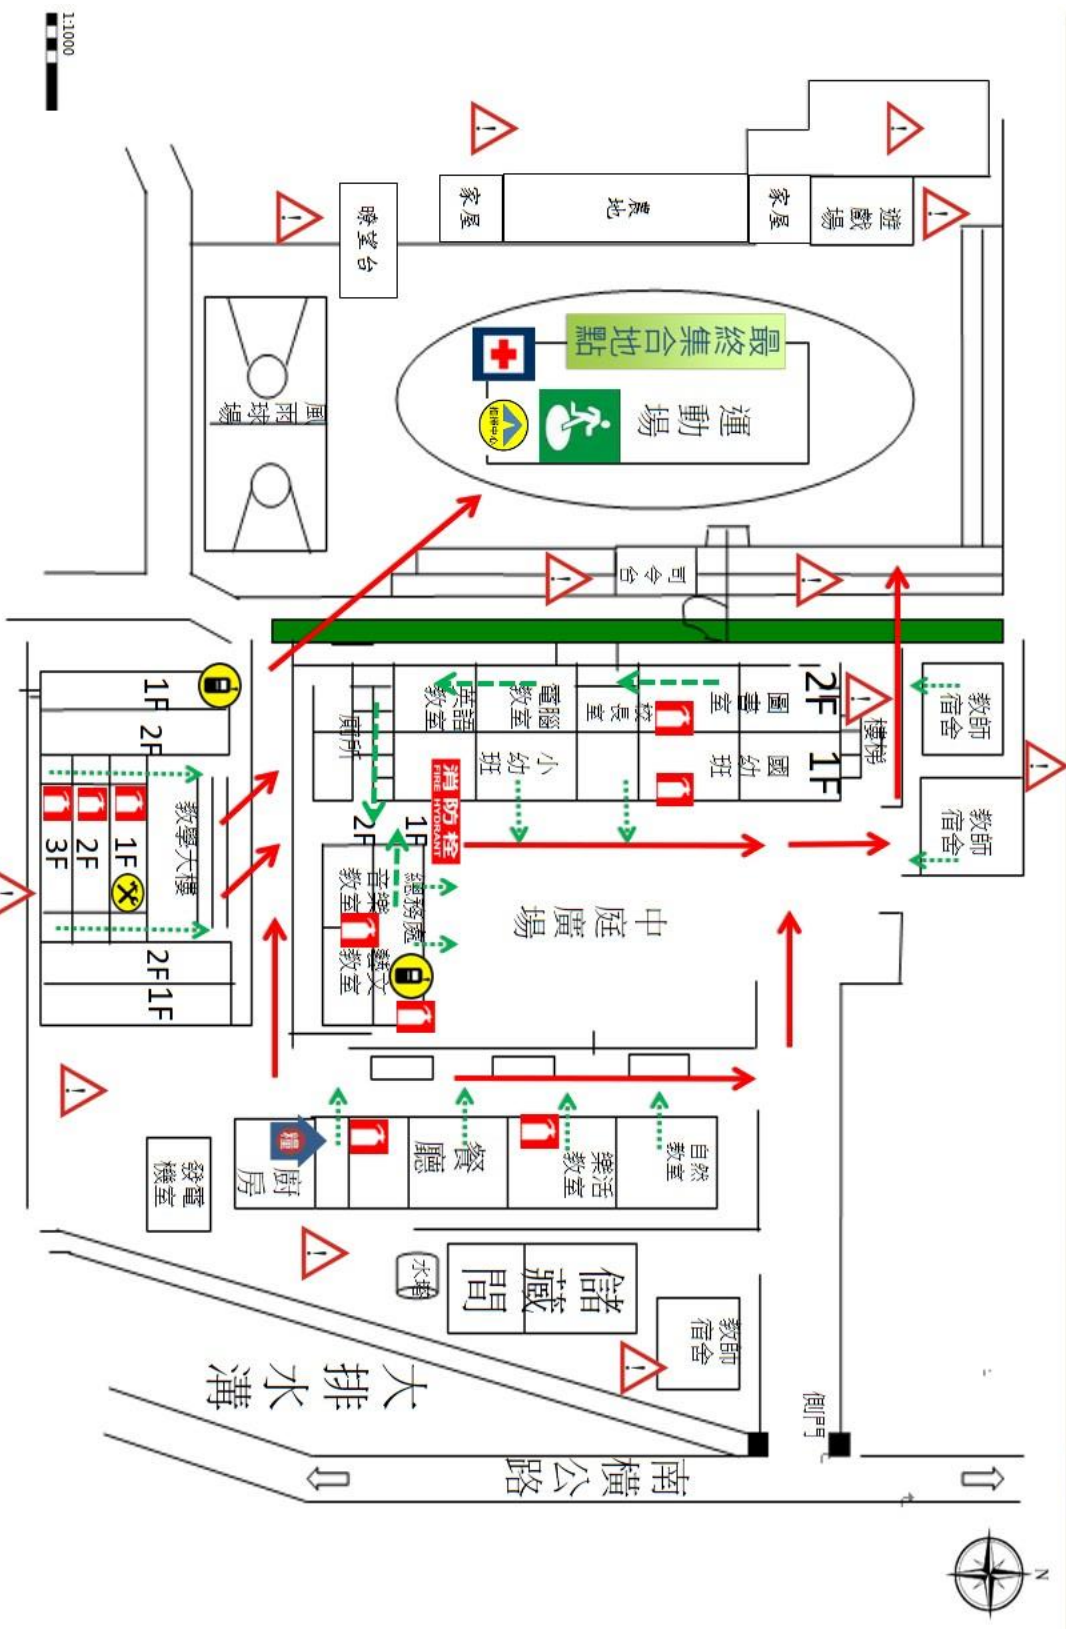 1:1000
遊戲場
家屋
農地
家屋
瞭望台
最終集合地點
運動場
指揮中心
風雨球場
司令台
教師宿舍
教師宿舍
樓梯
2F
1F
圖書室
校長室
電腦教室
英語教室
國幼班
小幼班
廁所
消防栓
FIRE HYDRANT
1F
2F
總務處
音樂教室
藝文教室
中庭廣場
1F
2F
教學大樓
1F
2F
3F
2F
1F
自然教室
樂活教室
餐廳
糧
廚房
發電機室
水塔
儲藏間
教師宿舍
側門
大排水溝
南橫公路
N